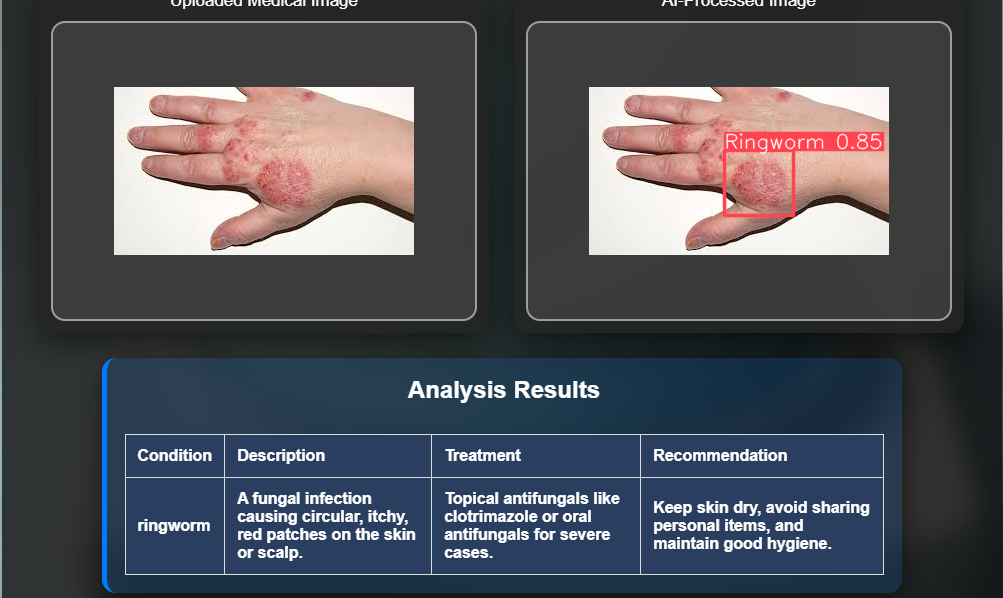 Uploaded Medical Image
AI-Processed Image
Ringworm 0.85
Analysis Results
Condition
Description
Treatment
Recommendation
ringworm
A fungal infection
causing circular, itchy,
red patches on the skin
or scalp.
Topical antifungals like
clotrimazole or oral
antifungals for severe
cases.
Keep skin dry, avoid sharing
personal items, and
maintain good hygiene.